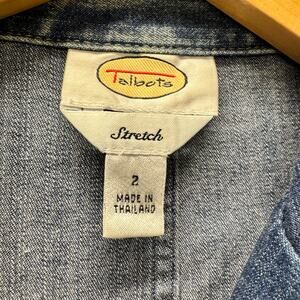 Talbots
Stretch
2
MADE IN
THAILAND